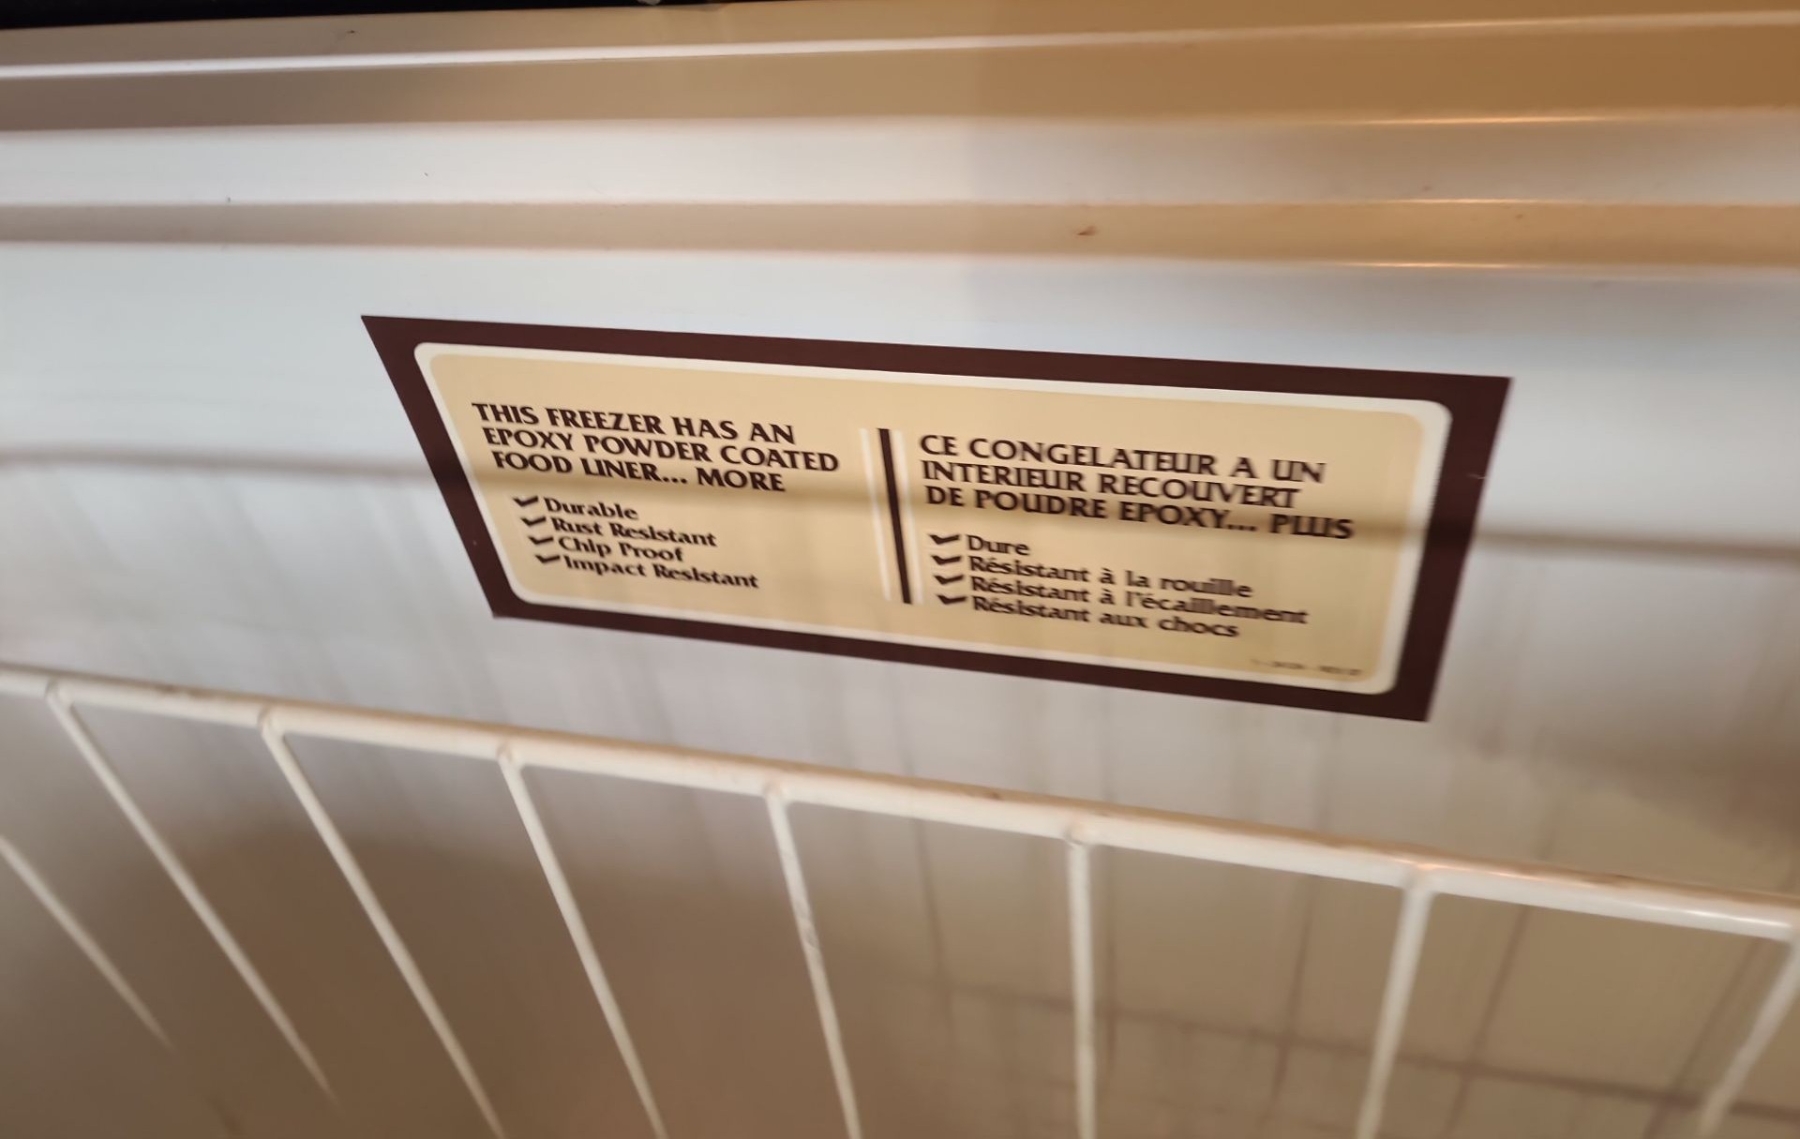 THIS FREEZER HAS AN
EPOXY POWDER COATED
FOOD LINER... MORE
Durable
Rust Resistant
Chip Proof
Impact Resistant
CE CONGELATEUR A UN
INTERIEUR RECOUVERT
DE POUDRE EPOXY... PLUS
Dure
Résistant à la rouille
Résistant à l'écaillement
Résistant aux chocs